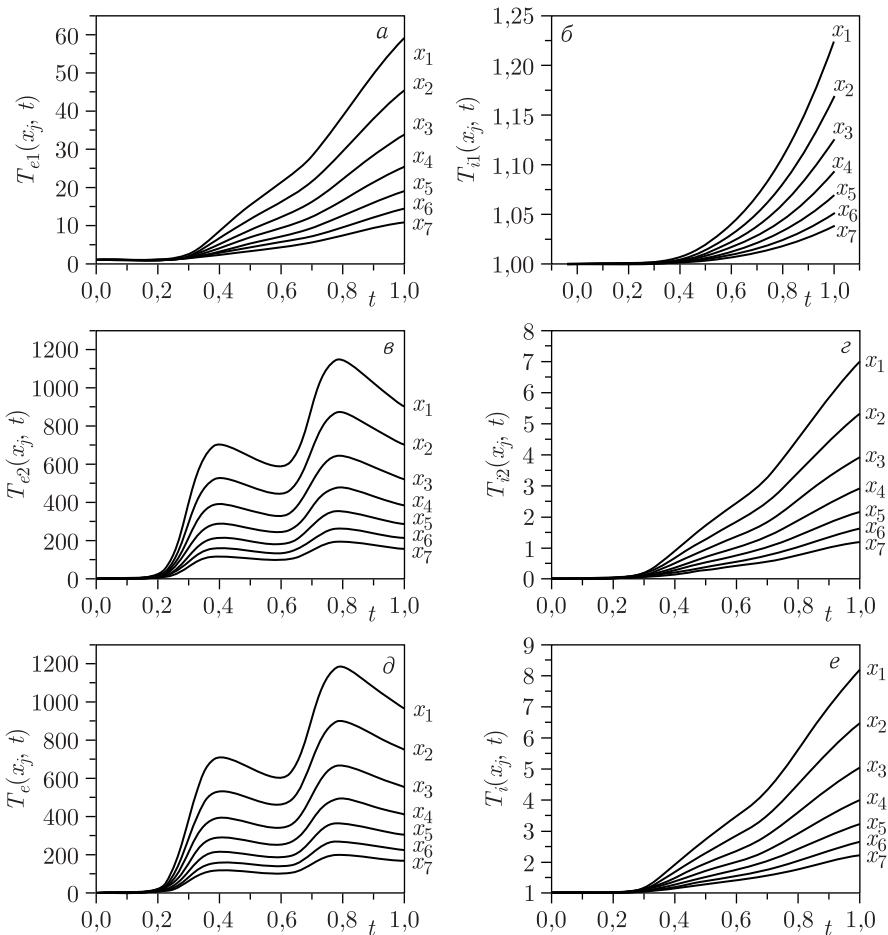 а
T_{e1}(x_j, t)
60
50
40
30
20
10
0
0,0 0,2 0,4 0,6 0,8 1,0
t
x_1
x_2
x_3
x_4
x_5
x_6
x_7
б
T_{i1}(x_j, t)
1,25
1,20
1,15
1,10
1,05
1,00
0,0 0,2 0,4 0,6 0,8 1,0
t
x_1
x_2
x_3
x_4
x_5
x_6
x_7
в
T_{e2}(x_j, t)
1200
1000
800
600
400
200
0
0,0 0,2 0,4 0,6 0,8 1,0
t
x_1
x_2
x_3
x_4
x_5
x_6
x_7
г
T_{i2}(x_j, t)
8
7
6
5
4
3
2
1
0
0,0 0,2 0,4 0,6 0,8 1,0
t
x_1
x_2
x_3
x_4
x_5
x_6
x_7
д
T_e(x_j, t)
1200
1000
800
600
400
200
0
0,0 0,2 0,4 0,6 0,8 1,0
t
x_1
x_2
x_3
x_4
x_5
x_6
x_7
е
T_i(x_j, t)
9
8
7
6
5
4
3
2
1
0,0 0,2 0,4 0,6 0,8 1,0
t
x_1
x_2
x_3
x_4
x_5
x_6
x_7